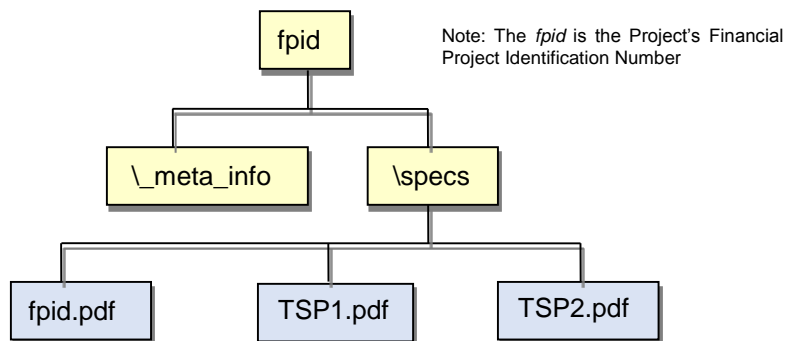 fpid
Note: The fpid is the Project's Financial
Project Identification Number
\_meta_info
\specs
fpid.pdf
TSP1.pdf
TSP2.pdf